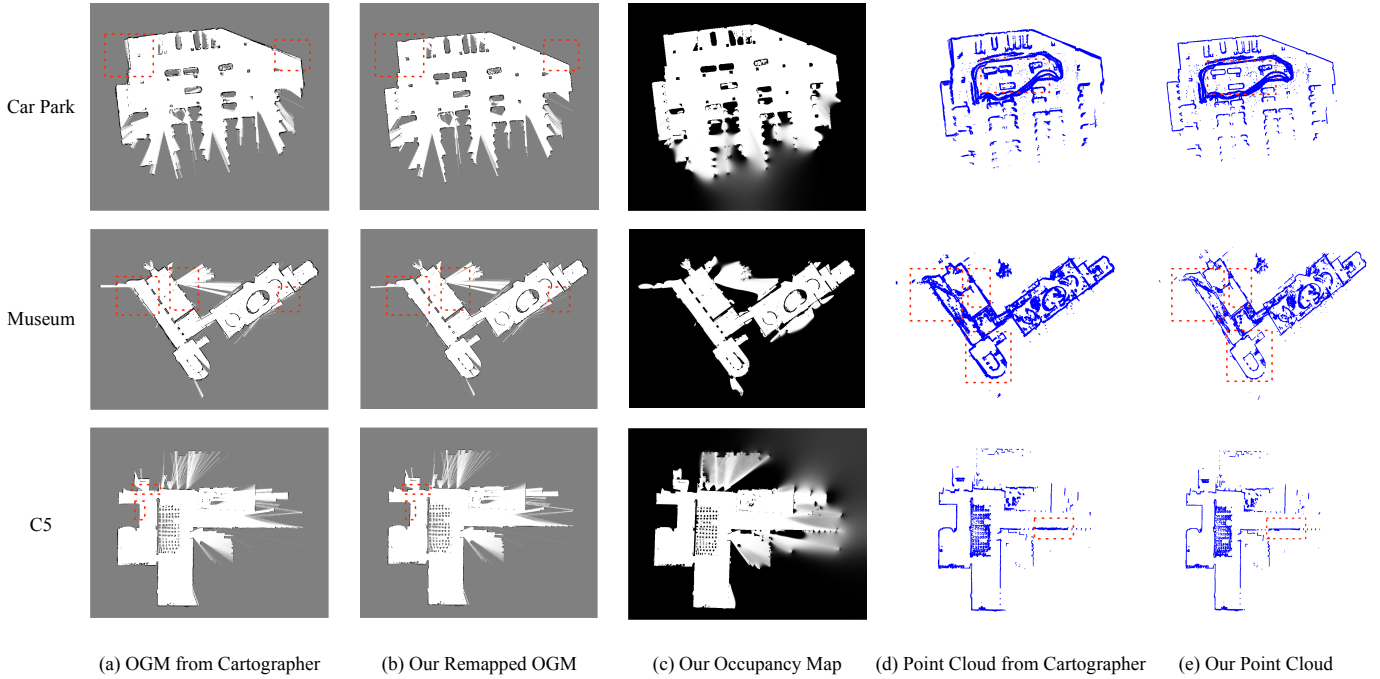 Car Park
Museum
C5
(a) OGM from Cartographer
(b) Our Remapped OGM
(c) Our Occupancy Map
(d) Point Cloud from Cartographer
(e) Our Point Cloud